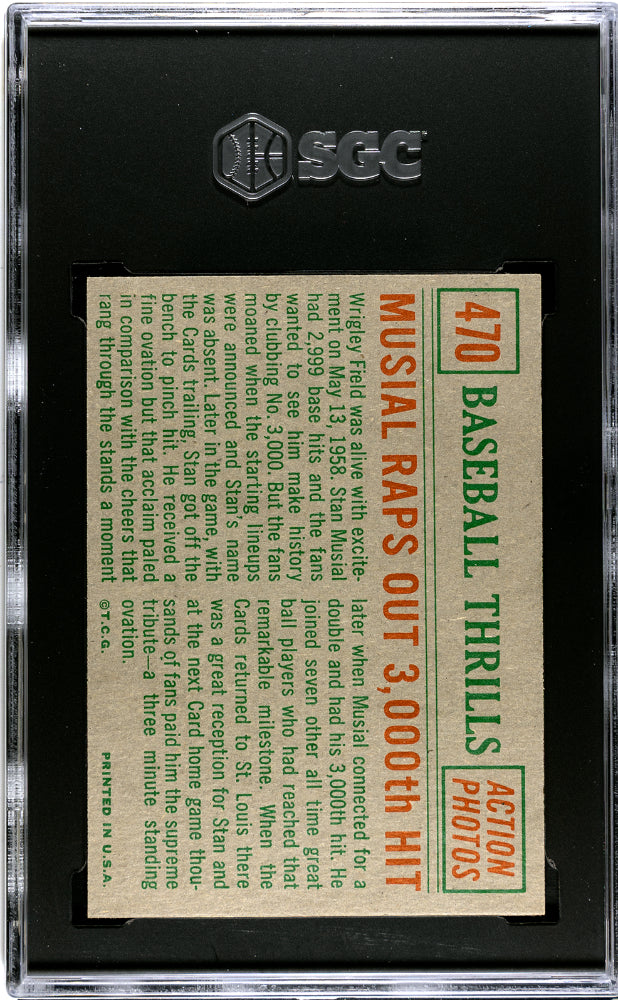 SGC
470 BASEBALL THRILLS ACTION PHOTOS
MUSIAL RAPS OUT 3,000th HIT
Wrigley Field was alive with excite-
ment on May 13, 1958. Stan Musial
had 2,999 base hits and the fans
wanted to see him make history
by clubbing No. 3,000. But the fans
moaned when the starting lineups
were announced and Stan's name
was absent. Later in the game, with
the Cards trailing, Stan got off the
bench to pinch hit. He received a
fine ovation but that acclaim paled
in comparison with the cheers that
rang through the stands a moment
later when Musial connected for a
double and had his 3,000th hit. He
joined seven other all time great
ball players who had reached that
remarkable milestone. When the
Cards returned to St. Louis there
was a great reception for Stan and
at the next Card home game thou-
sands of fans paid him the supreme
tribute—a three minute standing
ovation.
©T.C.G. PRINTED IN U.S.A.